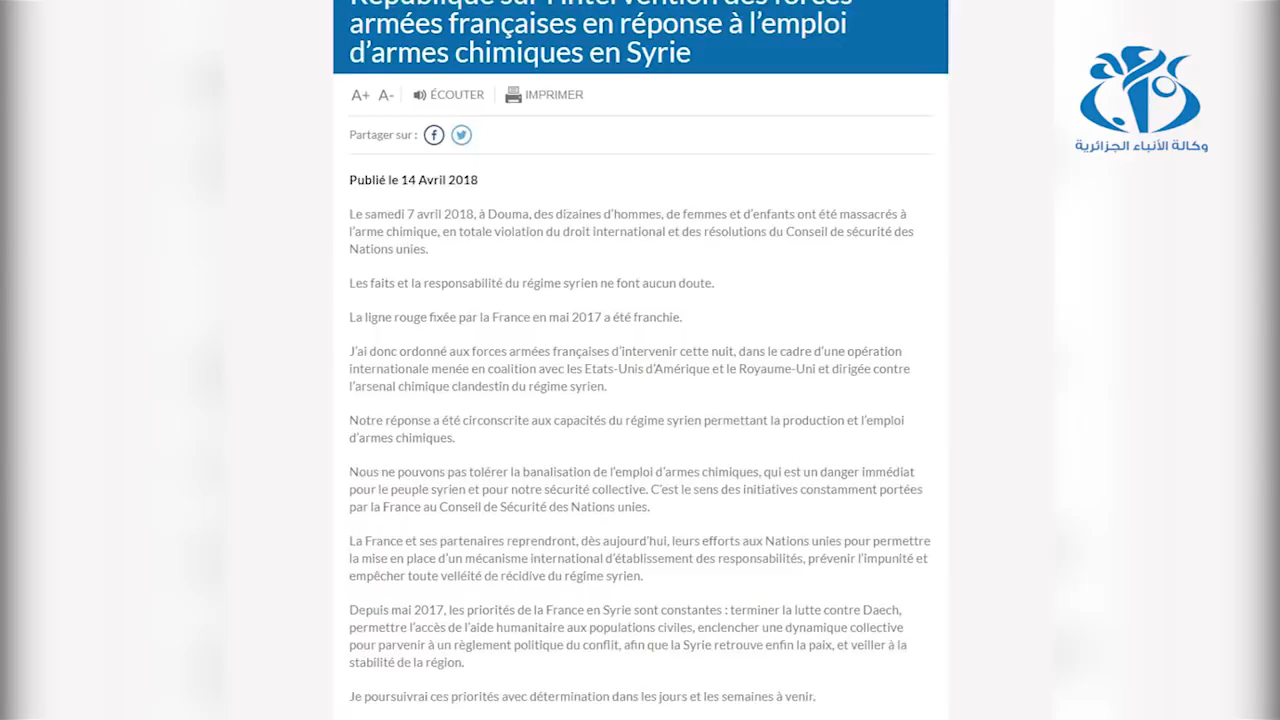 République sur l'intervention des forces
armées françaises en réponse à l’emploi
d’armes chimiques en Syrie
A+ A- ÉCOUTER IMPRIMER
Partager sur :
Publié le 14 Avril 2018
Le samedi 7 avril 2018, à Douma, des dizaines d’hommes, de femmes et d’enfants ont été massacrés à
l’arme chimique, en totale violation du droit international et des résolutions du Conseil de sécurité des
Nations unies.
Les faits et la responsabilité du régime syrien ne font aucun doute.
La ligne rouge fixée par la France en mai 2017 a été franchie.
J’ai donc ordonné aux forces armées françaises d’intervenir cette nuit, dans le cadre d’une opération
internationale menée en coalition avec les Etats-Unis d’Amérique et le Royaume-Uni et dirigée contre
l’arsenal chimique clandestin du régime syrien.
Notre réponse a été circonscrite aux capacités du régime syrien permettant la production et l’emploi
d’armes chimiques.
Nous ne pouvons pas tolérer la banalisation de l’emploi d’armes chimiques, qui est un danger immédiat
pour le peuple syrien et pour notre sécurité collective. C’est le sens des initiatives constamment portées
par la France au Conseil de Sécurité des Nations unies.
La France et ses partenaires reprendront, dès aujourd’hui, leurs efforts aux Nations unies pour permettre
la mise en place d’un mécanisme international d’établissement des responsabilités, prévenir l’impunité et
empêcher toute velléité de récidive du régime syrien.
Depuis mai 2017, les priorités de la France en Syrie sont constantes : terminer la lutte contre Daech,
permettre l’accès de l’aide humanitaire aux populations civiles, enclencher une dynamique collective
pour parvenir à un règlement politique du conflit, afin que la Syrie retrouve enfin la paix, et veiller à la
stabilité de la région.
Je poursuivrai ces priorités avec détermination dans les jours et les semaines à venir.
وكالة الأنباء الجزائرية